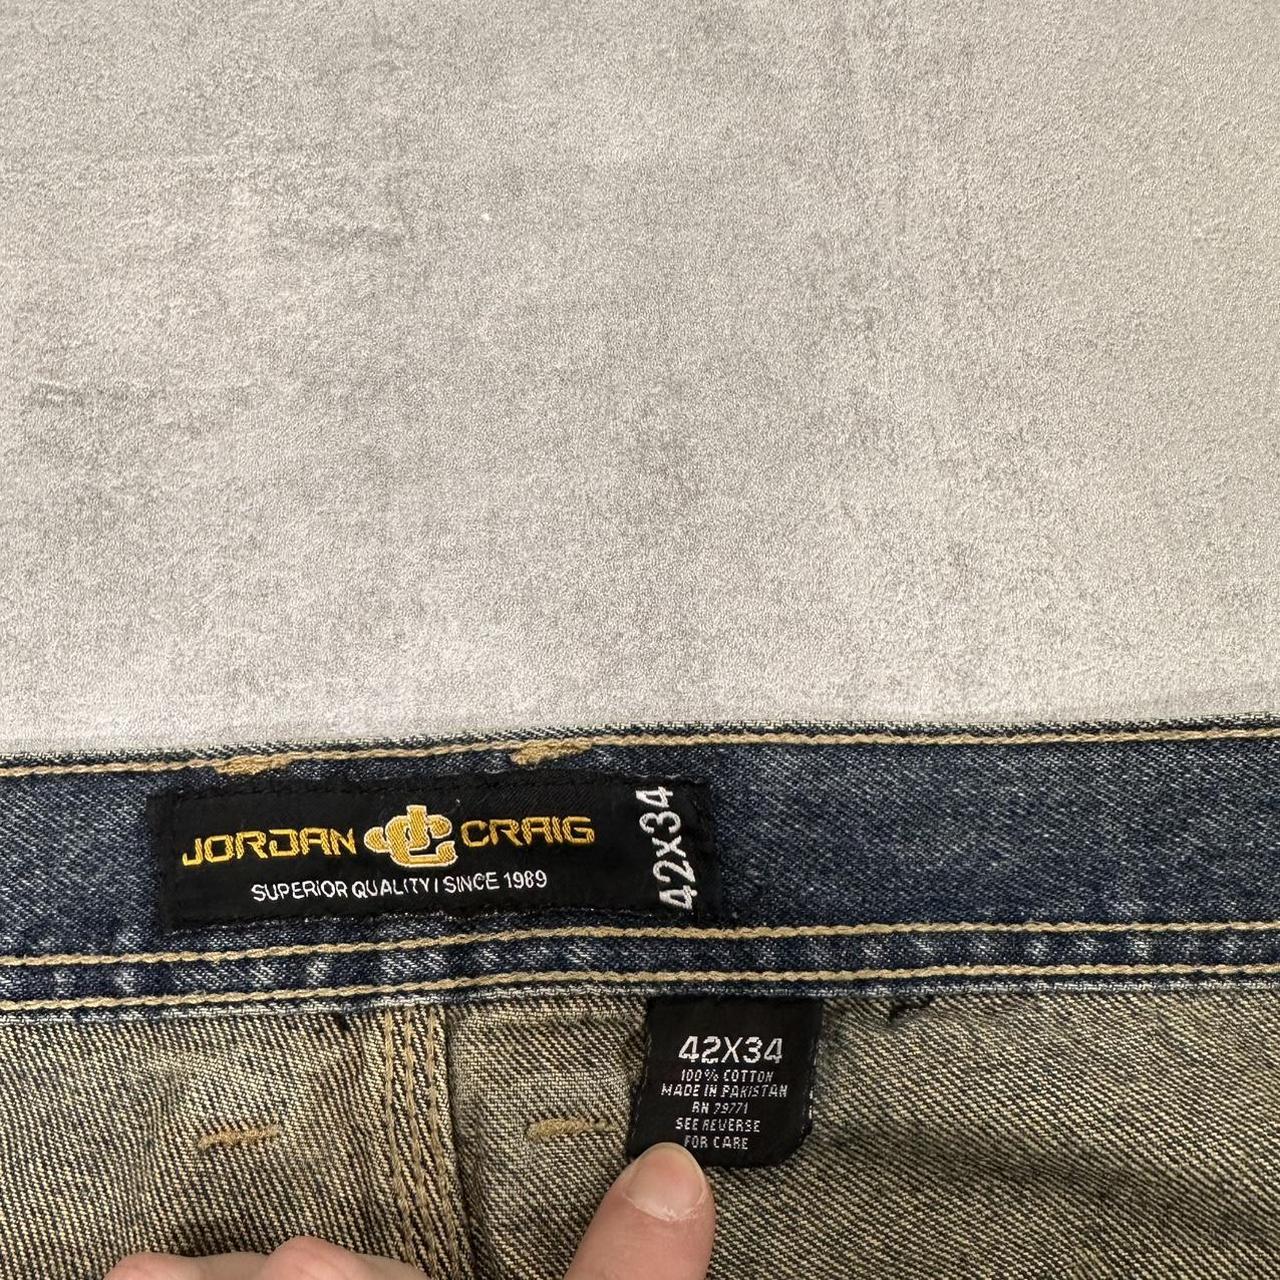 JORDAN JC CRAIG
SUPERIOR QUALITY | SINCE 1989
42X34
42X34
100% COTTON
MADE IN PAKISTAN
RN 79771
SEE REVERSE
FOR CARE